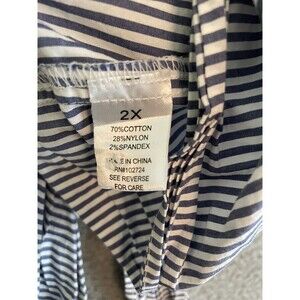 2X
70%COTTON
28%NYLON
2%SPANDEX
MADE IN CHINA
RN#102724
SEE REVERSE
FOR CARE